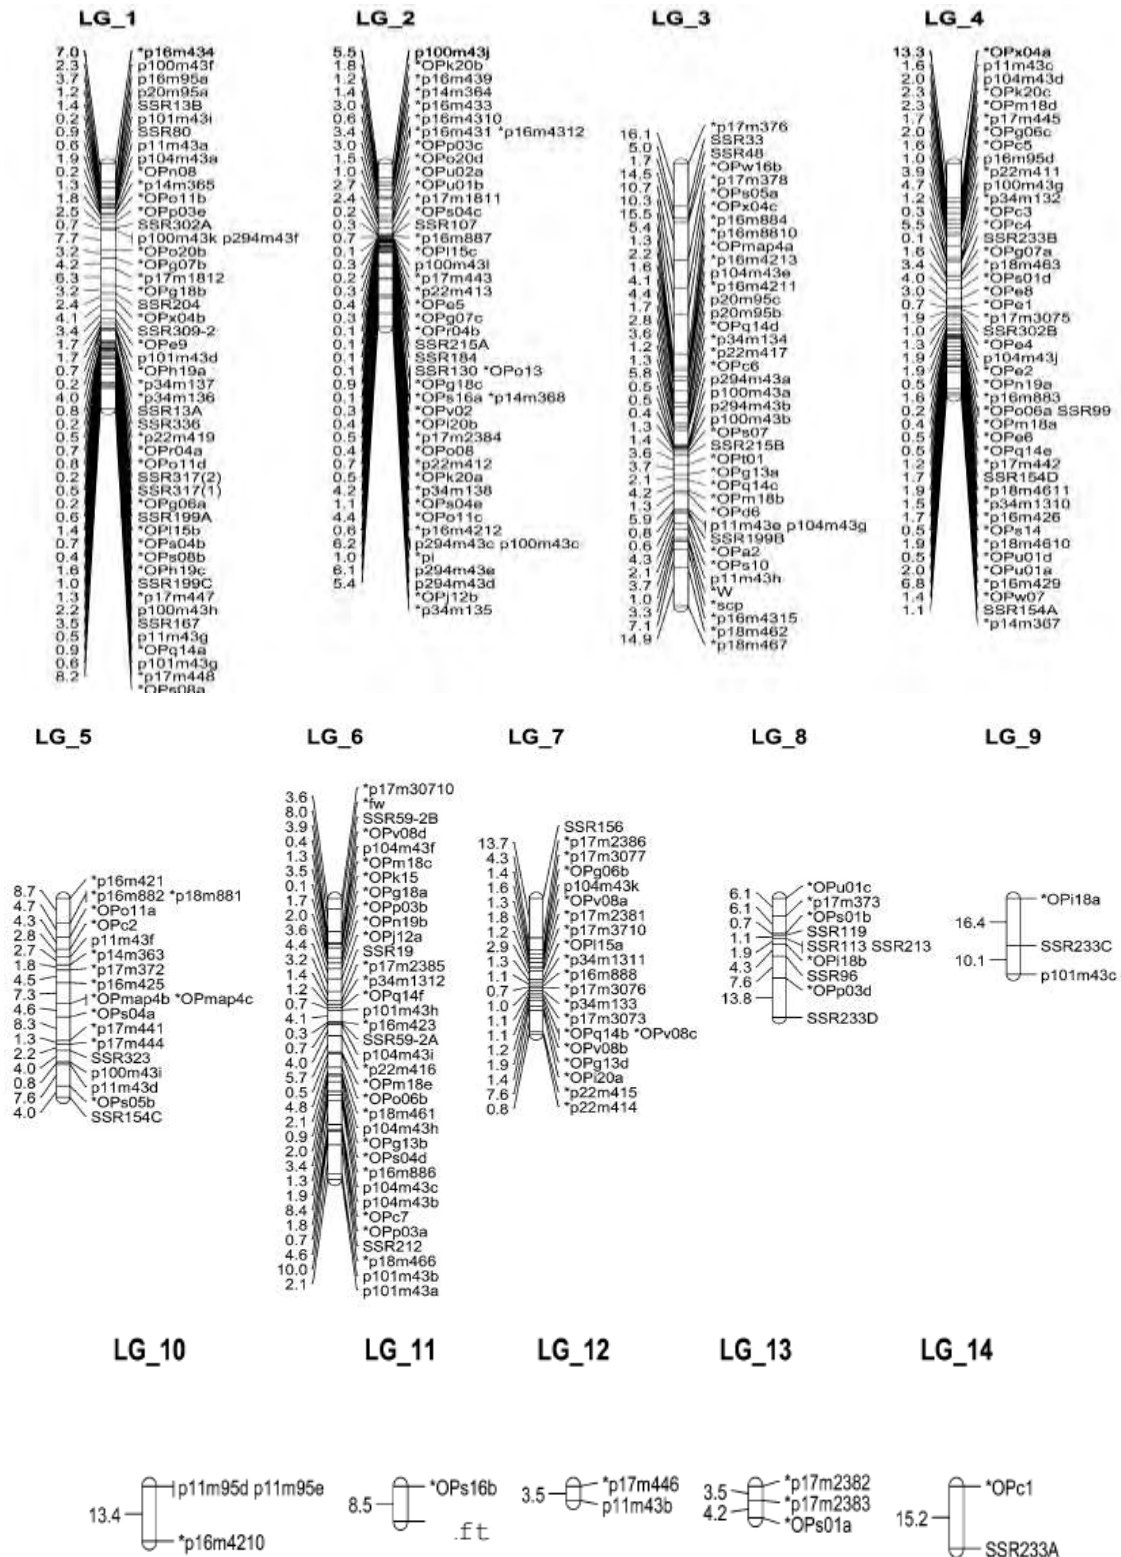 LG_1
7.0 *p16m434
2.3 p100m43f
3.7 p16m95a
1.2 p20m95a
1.4 SSR13B
0.2 p101m43i
0.9 SSR80
0.6 p11m43a
1.9 p104m43a
0.2 *OPn08
1.3 *p14m365
1.8 *OPo11b
2.5 *OPp03e
0.7 SSR302A
7.7 p100m43k p294m43f
3.2 *OPo20b
4.2 *OPg07b
6.3 *p17m1812
3.2 *OPg18b
2.4 SSR204
4.1 *OPx04b
3.4 SSR309-2
1.7 *OPe9
1.7 p101m43d
0.7 *OPh19a
0.2 *p34m137
4.0 *p34m136
0.8 SSR13A
0.2 SSR336
0.2 *p22m419
0.7 *OPr04a
0.8 *OPo11d
0.2 SSR317(2)
0.5 SSR317(1)
0.2 *OPg06a
0.6 SSR199A
1.4 *OPl15b
0.7 *OPs04b
0.5 *OPs08b
1.6 *OPh19c
1.0 SSR199C
1.3 *p17m447
2.2 p100m43h
3.5 SSR167
0.5 p11m43g
0.9 *OPq14a
0.6 p101m43g
8.2 *p17m448
*OPs08a
LG_2
5.5 p100m43j
1.8 *OPk20b
1.2 *p16m439
1.4 *p14m364
3.0 *p16m433
0.6 *p16m4310
3.4 *p16m431 *p16m4312
3.0 *OPp03c
1.5 *OPo20d
1.0 *OPu02a
2.7 *OPu01b
2.4 *p17m1811
0.2 *OPs04c
0.3 SSR107
0.7 *p16m887
0.2 *OPl15c
0.1 p100m43l
0.2 *p17m443
0.3 *p22m413
0.4 *OPe5
0.3 *OPg07c
0.1 *OPr04b
0.1 SSR215A
0.1 SSR184
0.1 SSR130 *OPo13
0.9 *OPg18c
0.1 *OPs16a *p14m368
0.3 *OPv02
0.4 *OPl20b
0.5 *p17m2384
0.4 *OPo08
0.7 *p22m412
0.5 *OPk20a
4.2 *p34m138
1.1 *OPs04e
4.4 *OPo11c
0.6 *p16m4212
6.2 p294m43c p100m43c
1.0 *pi
6.1 p294m43e
5.4 p294m43d
*OPj12b
*p34m135
LG_3
*p17m376
16.1 SSR33
5.0 SSR48
1.7 *OPw16b
14.5 *p17m378
10.7 *OPs05a
10.3 *OPx04c
15.5 *p16m884
5.4 *p16m8810
1.3 *OPmap4a
2.2 *p16m4213
1.6 p104m43e
4.1 *p16m4211
4.4 p20m95c
1.7 p20m95b
2.8 *OPq14d
3.6 *p34m134
1.2 *p22m417
1.3 *OPc6
5.8 p294m43a
1.2 p100m43a
0.5 p294m43b
0.4 p100m43b
1.3 *OPs07
1.4 SSR215B
3.6 *OPt01
3.7 *OPg13a
2.1 *OPq14c
4.2 *OPm18b
1.3 *OPd6
5.9 p11m43e p104m43g
0.8 SSR199B
0.6 *OPa2
4.3 *OPs10
2.1 p11m43h
3.7 *W
1.0 *scp
3.3 *p16m4315
7.1 *p18m462
14.9 *p18m467
LG_4
13.3 *OPx04a
1.6 p11m43c
2.0 p104m43d
2.3 *OPk20c
2.3 *OPm18d
1.7 *p17m445
2.0 *OPg06c
1.6 *OPc5
1.0 p16m95d
3.9 *p22m411
4.7 p100m43g
1.2 *p34m132
0.3 *OPc3
5.5 *OPc4
0.1 SSR233B
1.6 *OPg07a
3.4 *p18m463
4.0 *OPs01d
3.0 *OPe8
0.7 *OPe1
1.9 *p17m3075
1.0 SSR302B
1.3 *OPe4
1.9 p104m43j
1.9 *OPe2
0.5 *OPn19a
1.6 *p16m883
0.2 *OPo06a SSR99
0.4 *OPm18a
0.5 *OPe6
0.5 *OPq14e
1.2 *p17m442
1.7 SSR154D
1.9 *p18m4611
1.5 *p34m1310
1.7 *p16m426
0.5 *OPs14
1.9 *p18m4610
0.5 *OPu01d
2.0 *OPu01a
6.8 *p16m429
1.4 *OPw07
1.1 SSR154A
*p14m367
LG_5
*p16m421
8.7 *p16m882 *p18m881
4.7 *OPo11a
4.3 *OPc2
2.8 p11m43f
2.7 *p14m363
1.8 *p17m372
4.5 *p16m425
7.3 *OPmap4b *OPmap4c
4.6 *OPs04a
8.3 *p17m441
1.3 *p17m444
2.2 SSR323
4.0 p100m43i
0.8 p11m43d
7.6 *OPs05b
4.0 SSR154C
LG_6
*p17m30710
3.6 *fw
8.0 SSR59-2B
3.9 *OPv08d
0.4 p104m43f
1.3 *OPm18c
3.5 *OPk15
0.1 *OPg18a
1.7 *OPp03b
2.0 *OPn19b
3.6 *OPj12a
4.4 SSR19
3.2 *p17m2385
1.4 *p34m1312
1.2 *OPq14f
0.7 p101m43h
4.1 *p16m423
0.3 SSR59-2A
0.7 p104m43i
4.0 *p22m416
5.7 *OPm18e
0.5 *OPo06b
4.8 *p18m461
2.1 p104m43h
0.9 *OPg13b
2.0 *OPs04d
3.4 *p16m886
1.3 p104m43c
1.9 p104m43b
8.4 *OPc7
1.8 *OPp03a
0.7 SSR212
4.6 *p18m466
10.0 p101m43b
2.1 p101m43a
LG_7
SSR156
13.7 *p17m2386
4.3 *p17m3077
1.4 *OPg06b
1.6 p104m43k
1.3 *OPv08a
1.8 *p17m2381
1.2 *p17m3710
2.9 *OPl15a
1.3 *p34m1311
1.1 *p16m888
0.7 *p17m3076
1.0 *p34m133
1.1 *p17m3073
1.1 *OPq14b *OPv08c
1.2 *OPv08b
1.9 *OPg13d
1.4 *OPi20a
7.6 *p22m415
0.8 *p22m414
LG_8
*OPu01c
6.1 *p17m373
6.1 *OPs01b
0.7 SSR119
1.1 SSR113 SSR213
1.9 *OPl18b
4.3 SSR96
7.6 *OPp03d
13.8 SSR233D
LG_9
*OPi18a
16.4
SSR233C
10.1
p101m43c
LG_10
p11m95d p11m95e
13.4
*p16m4210
LG_11
*OPs16b
8.5
.ft
LG_12
*p17m446
3.5 p11m43b
LG_13
*p17m2382
3.5 *p17m2383
4.2 *OPs01a
LG_14
*OPc1
15.2
SSR233A